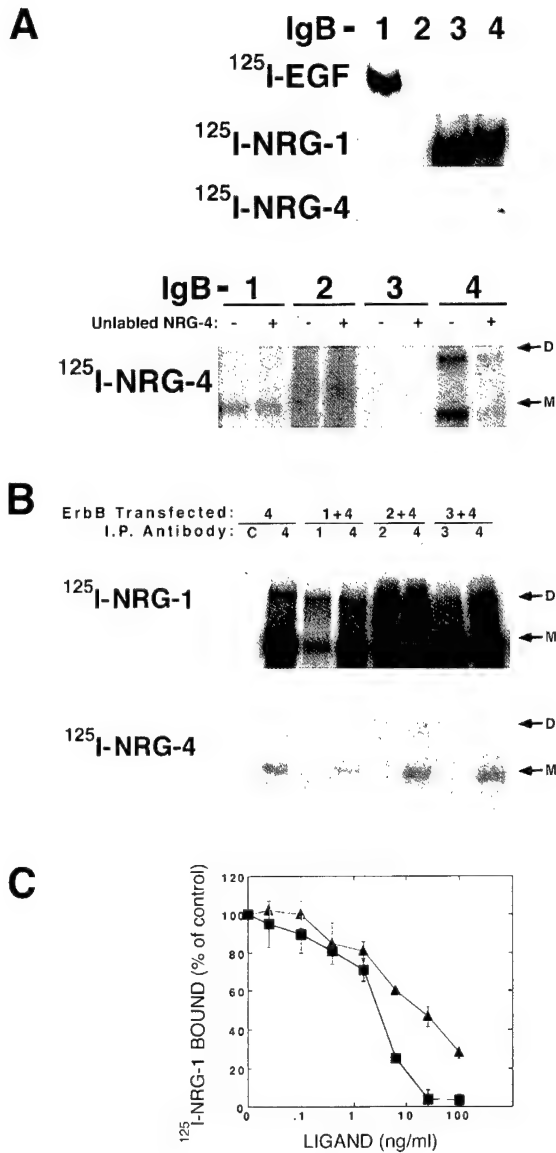 A
IgB - 1 2 3 4
125I-EGF
125I-NRG-1
125I-NRG-4
IgB - 1 2 3 4
Unlabled NRG-4: - + - + - + - +
125I-NRG-4
D
M
B
ErbB Transfected: 4 1+4 2+4 3+4
I.P. Antibody: C 4 1 4 2 4 3 4
125I-NRG-1
D
M
125I-NRG-4
D
M
C
125I-NRG-1 BOUND (% of control)
120
100
80
60
40
20
0
0 .1 1 10 100
LIGAND (ng/ml)